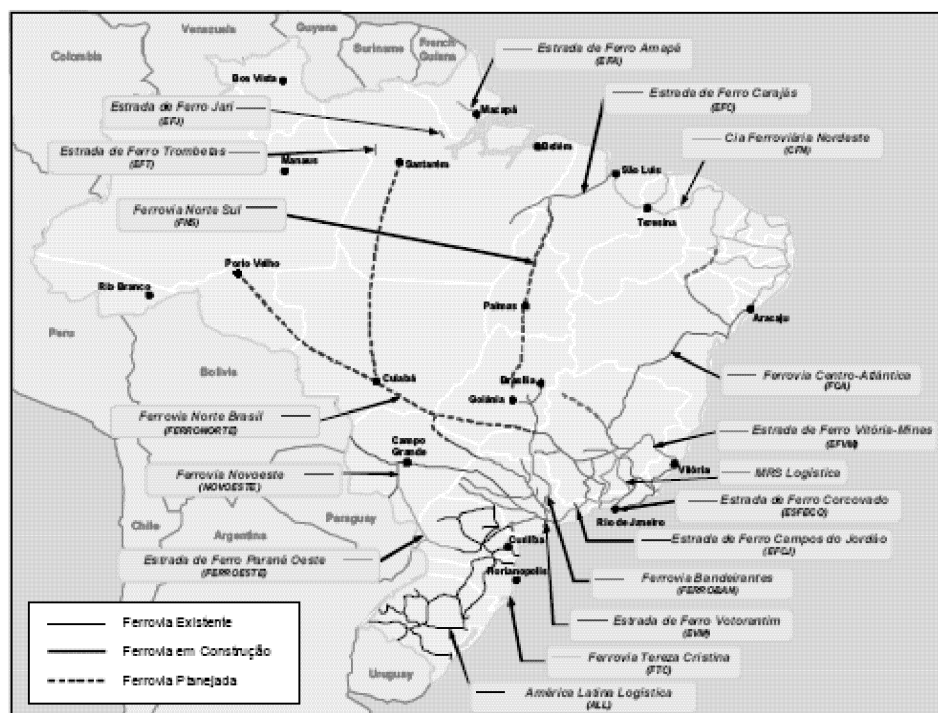 Venezuela
Guyana
Suriname
French
Guiana
Colombia
Boa Vista
Estrada de Ferro Amapá
(EFA)
Macapá
Estrada de Ferro Jari
(EFJ)
Estrada de Ferro Carajás
(EFC)
Belém
Cia Ferroviária Nordeste
(CFN)
Estrada de Ferro Trombetas
(EFT)
Manaus
Santarém
São Luis
Teresina
Ferrovia Norte Sul
(FNS)
Porto Velho
Rio Branco
Palmas
Aracaju
Peru
Bolivia
Cuiabá
Brasília
Goiânia
Ferrovia Centro-Atlântica
(FCA)
Ferrovia Norte Brasil
(FERRONORTE)
Estrada de Ferro Vitória-Minas
(EFVM)
Campo
Grande
Vitória
MRS Logística
Ferrovia Novoeste
(NOVOESTE)
Estrada de Ferro Corcovado
(ESFECO)
Rio de Janeiro
Paraguay
Chile
Argentina
Estrada de Ferro Campos do Jordão
(EFCJ)
Curitiba
Estrada de Ferro Paraná Oeste
(FERROESTE)
Florianopolis
Ferrovia Bandeirantes
(FERROBAN)
Estrada de Ferro Votorantim
(EVM)
Ferrovia Tereza Cristina
(FTC)
Uruguay
América Latina Logística
(ALL)
Ferrovia Existente
Ferrovia em Construção
Ferrovia Planejada